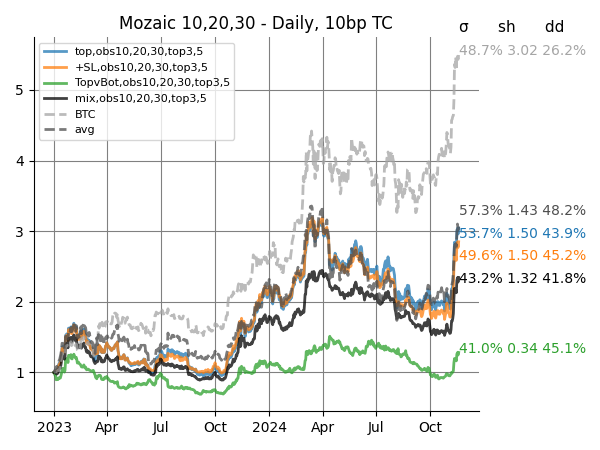 Mozaic 10,20,30 - Daily, 10bp TC
σ sh dd
top,obs10,20,30,top3,5
+SL,obs10,20,30,top3,5
TopvBot,obs10,20,30,top3,5
mix,obs10,20,30,top3,5
BTC
avg
48.7% 3.02 26.2%
57.3% 1.43 48.2%
53.7% 1.50 43.9%
49.6% 1.50 45.2%
43.2% 1.32 41.8%
41.0% 0.34 45.1%
5
4
3
2
1
2023 Apr Jul Oct 2024 Apr Jul Oct